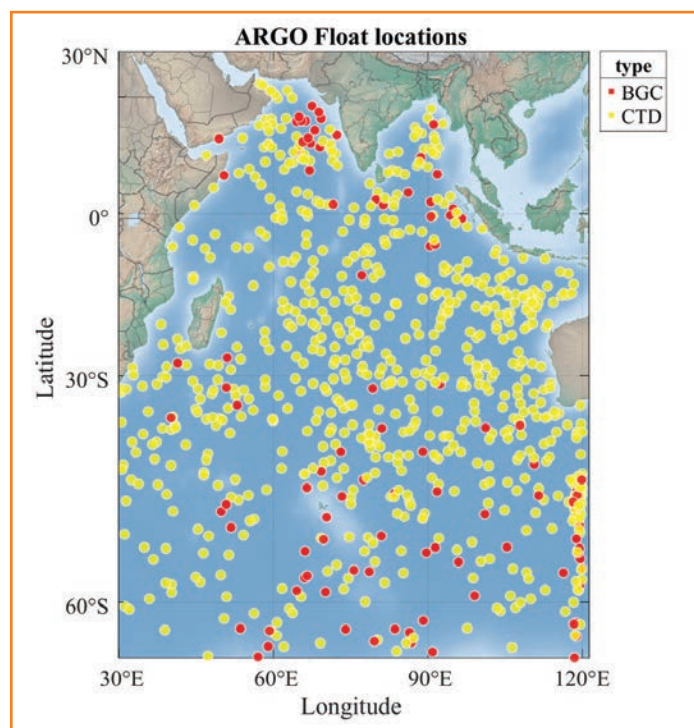 ARGO Float locations
30°N
type
BGC
CTD
0°
Latitude
30°S
60°S
30°E
60°E
90°E
120°E
Longitude